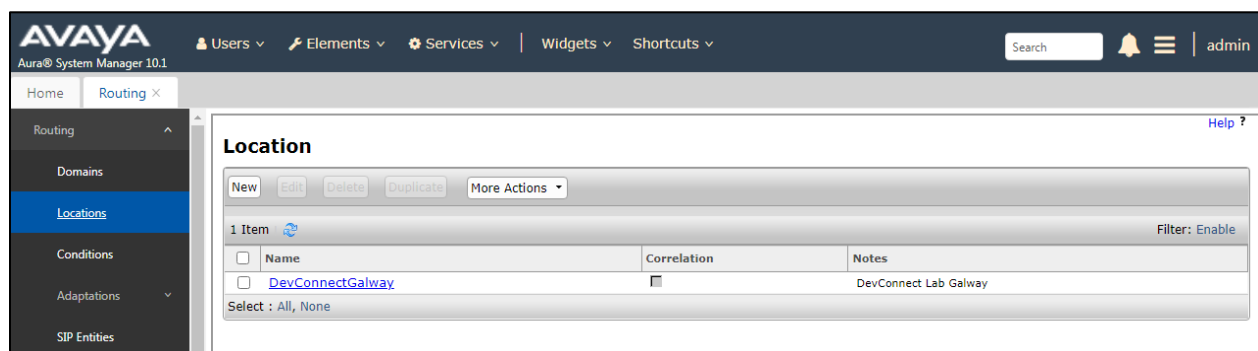 AVAYA
Aura® System Manager 10.1
Users Elements Services Widgets Shortcuts Search admin
Home Routing ×
Routing
Domains
Locations
Conditions
Adaptations
SIP Entities
Help ?
Location
New Edit Delete Duplicate More Actions
1 Item Filter: Enable
Name Correlation Notes
DevConnectGalway DevConnect Lab Galway
Select : All, None